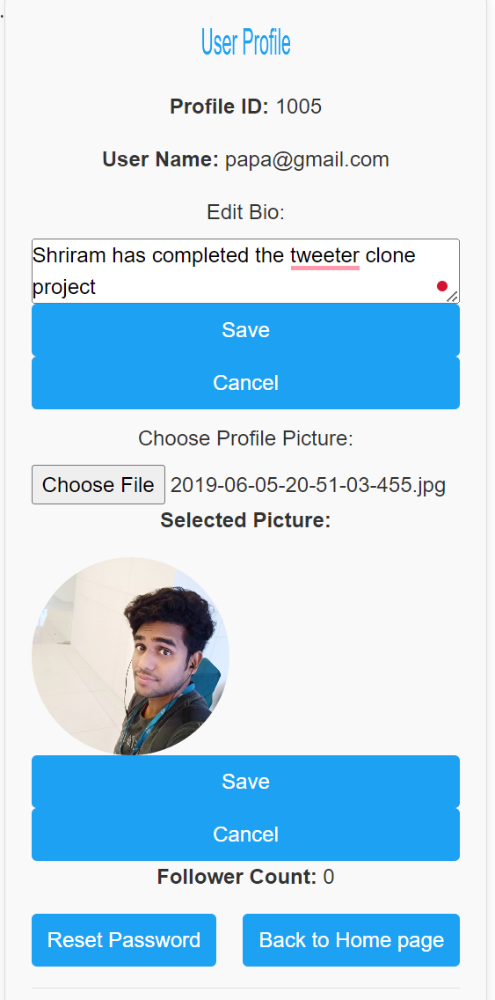 User Profile
Profile ID: 1005
User Name: papa@gmail.com
Edit Bio:
Shriram has completed the tweeter clone
project
Save
Cancel
Choose Profile Picture:
Choose File 2019-06-05-20-51-03-455.jpg
Selected Picture:
Save
Cancel
Follower Count: 0
Reset Password Back to Home page